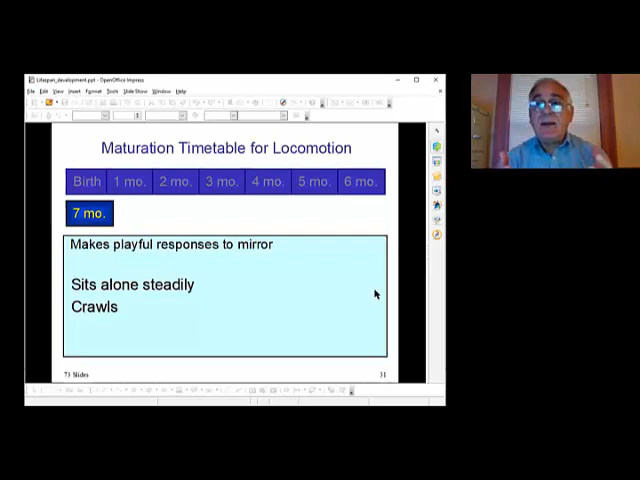 Lifespan_development.ppt - OpenOffice Impress
File Edit View Insert Format Tools Slide Show Window Help
Maturation Timetable for Locomotion
Birth 1 mo. 2 mo. 3 mo. 4 mo. 5 mo. 6 mo.
7 mo.
Makes playful responses to mirror
Sits alone steadily
Crawls
73 Slides 31